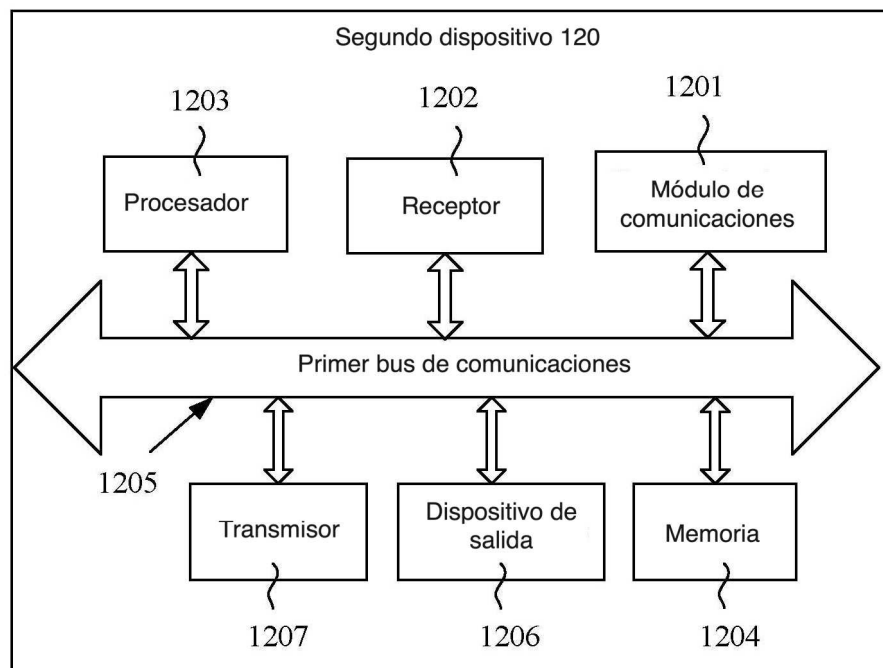 Segundo dispositivo 120
1203
1202
1201
Procesador
Receptor
Módulo de
comunicaciones
Primer bus de comunicaciones
1205
Transmisor
Dispositivo de
salida
Memoria
1207
1206
1204